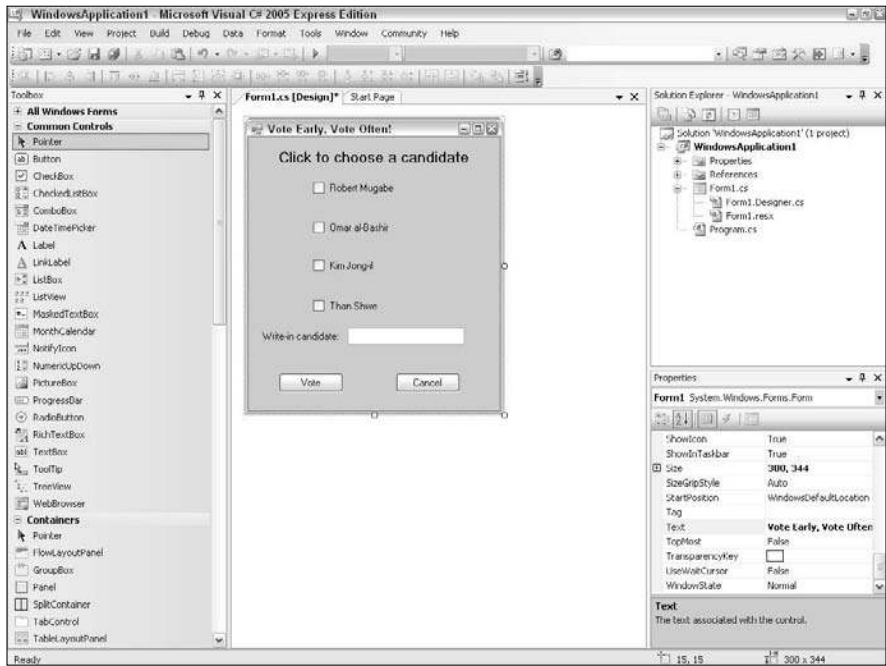 WindowsApplication1 - Microsoft Visual C# 2005 Express Edition
File Edit View Project Build Debug Data Format Tools Window Community Help
Toolbox
All Windows Forms
Common Controls
Pointer
Button
CheckBox
CheckedListBox
ComboBox
DateTimePicker
Label
LinkLabel
ListBox
ListView
MaskedTextBox
MonthCalendar
NotifyIcon
NumericUpDown
PictureBox
ProgressBar
RadioButton
RichTextBox
TextBox
ToolTip
TreeView
WebBrowser
Containers
Pointer
FlowLayoutPanel
GroupBox
Panel
SplitContainer
TabControl
TableLayoutPanel
Form1.cs [Design]* Start Page
Vote Early, Vote Often!
Click to choose a candidate
Robert Mugabe
Omar al-Bashir
Kim Jong-il
Than Shwe
Write-in candidate:
Vote Cancel
Solution Explorer - WindowsApplication1
Solution 'WindowsApplication1' (1 project)
WindowsApplication1
Properties
References
Form1.cs
Form1.Designer.cs
Form1.resx
Program.cs
Properties
Form1 System.Windows.Forms.Form
ShowIcon True
ShowInTaskbar True
Size 300, 344
SizeGripStyle Auto
StartPosition WindowsDefaultLocation
Tag
Text Vote Early, Vote Often
TopMost False
TransparencyKey
UseWaitCursor False
WindowState Normal
Text
The text associated with the control.
Ready 15, 15 300 x 344